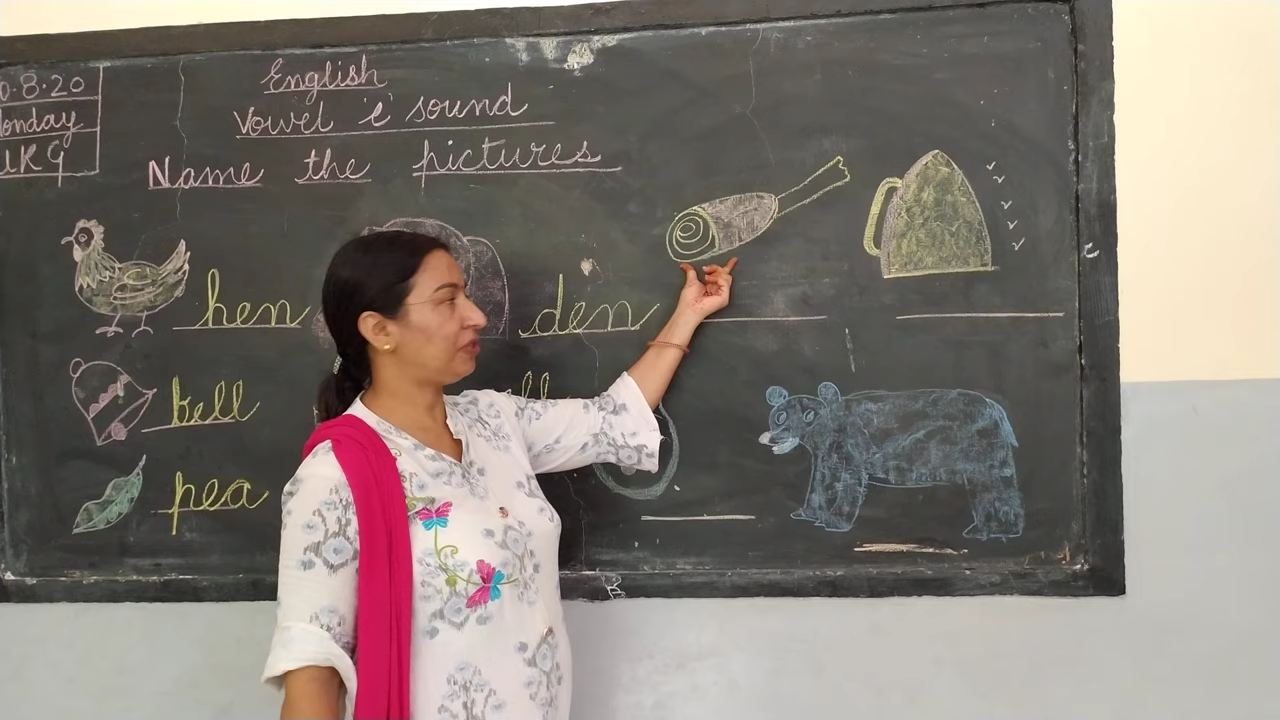 0.8.20
Monday
UKG
English
Vowel 'e' sound
Name the pictures
hen
den
bell
pea